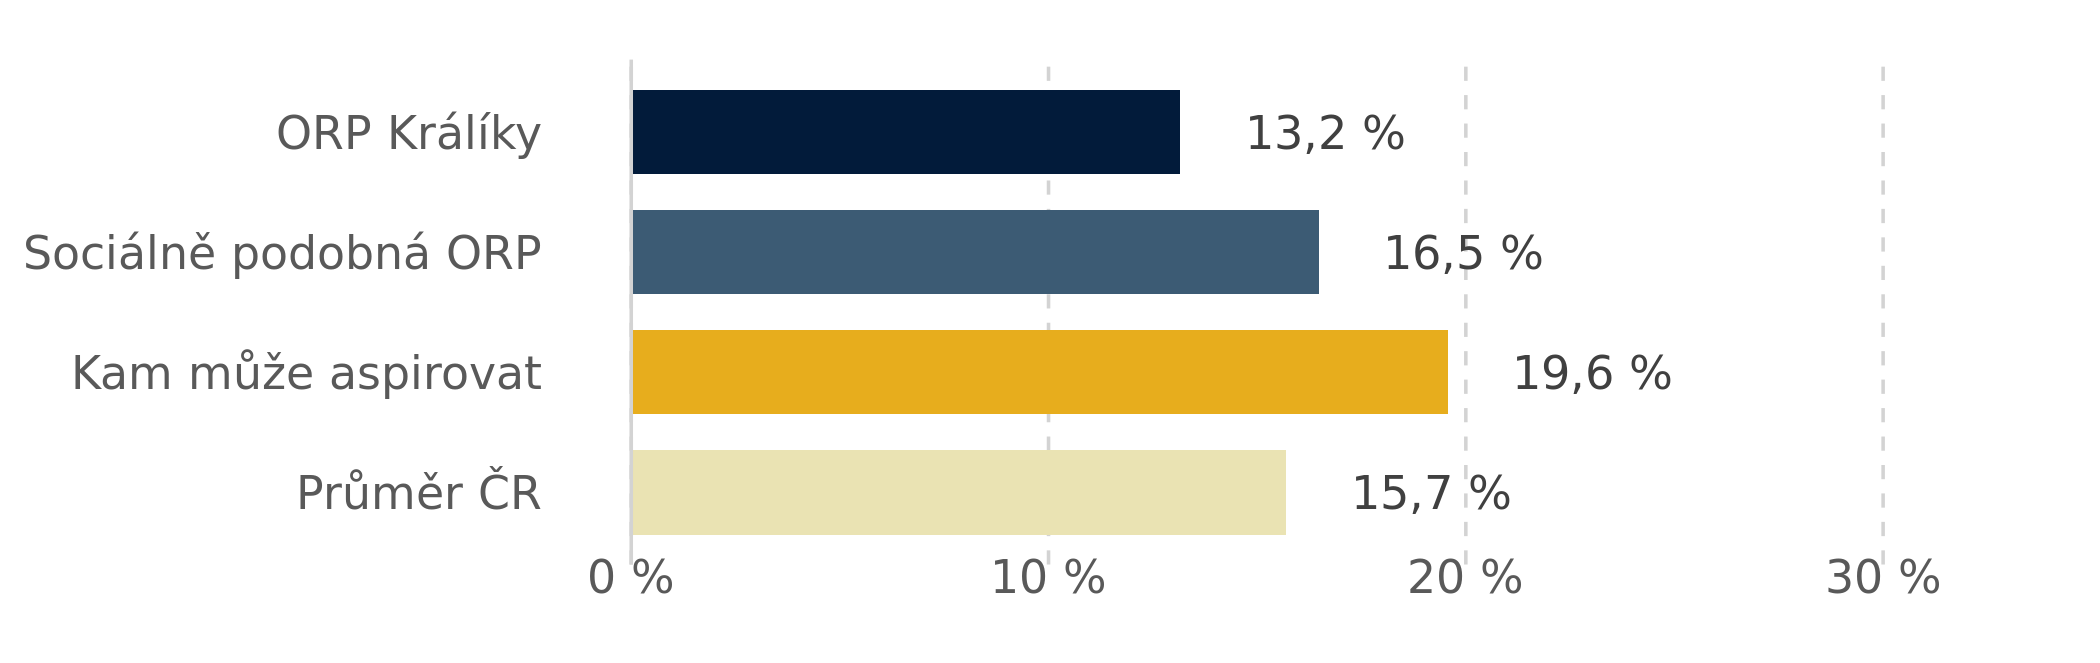 ORP Králíky 13,2 %
Sociálně podobná ORP 16,5 %
Kam může aspirovat 19,6 %
Průměr ČR 15,7 %
0 % 10 % 20 % 30 %